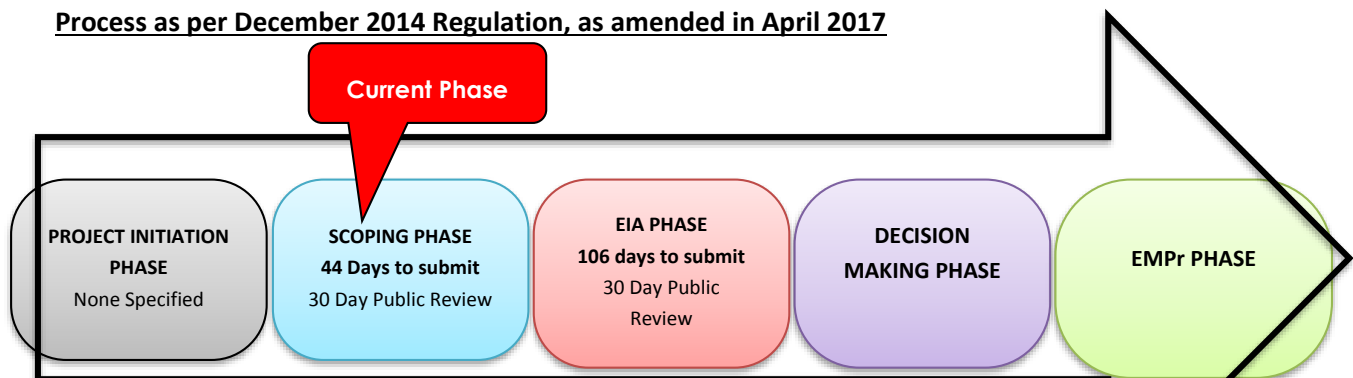 Process as per December 2014 Regulation, as amended in April 2017
Current Phase
PROJECT INITIATION
PHASE
None Specified
SCOPING PHASE
44 Days to submit
30 Day Public Review
EIA PHASE
106 days to submit
30 Day Public
Review
DECISION
MAKING PHASE
EMPr PHASE